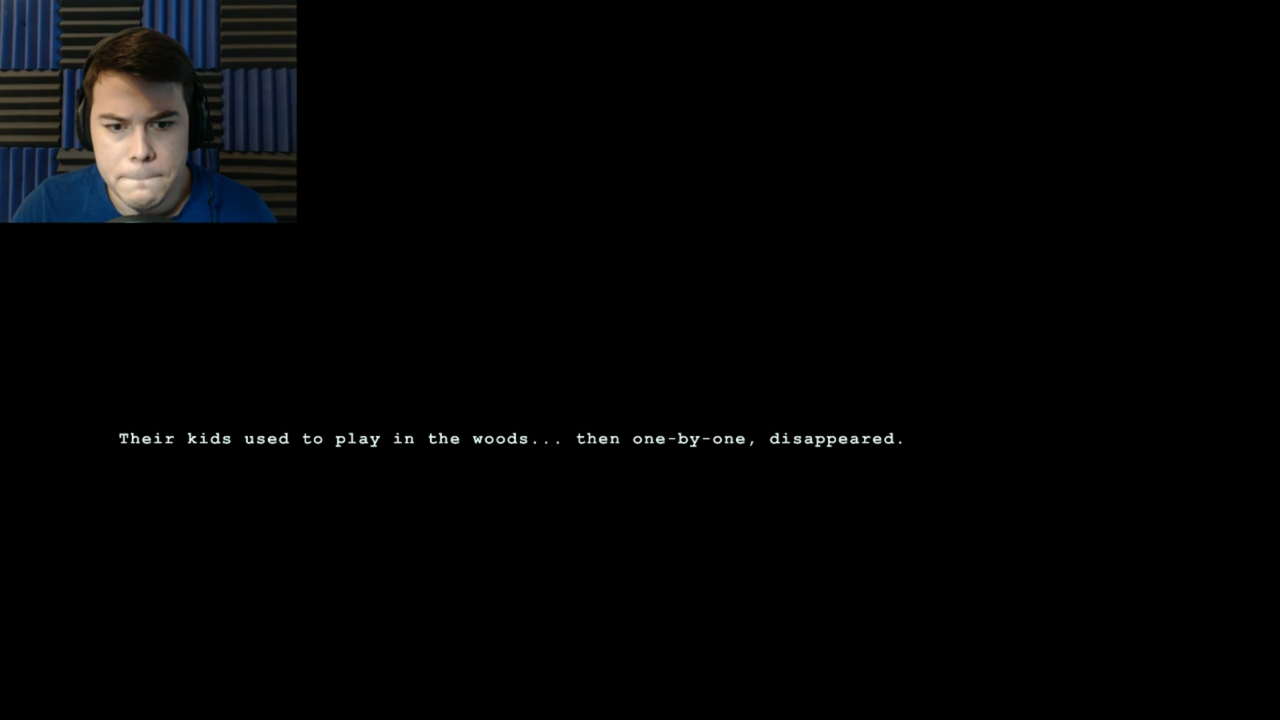 Their kids used to play in the woods... then one-by-one, disappeared.